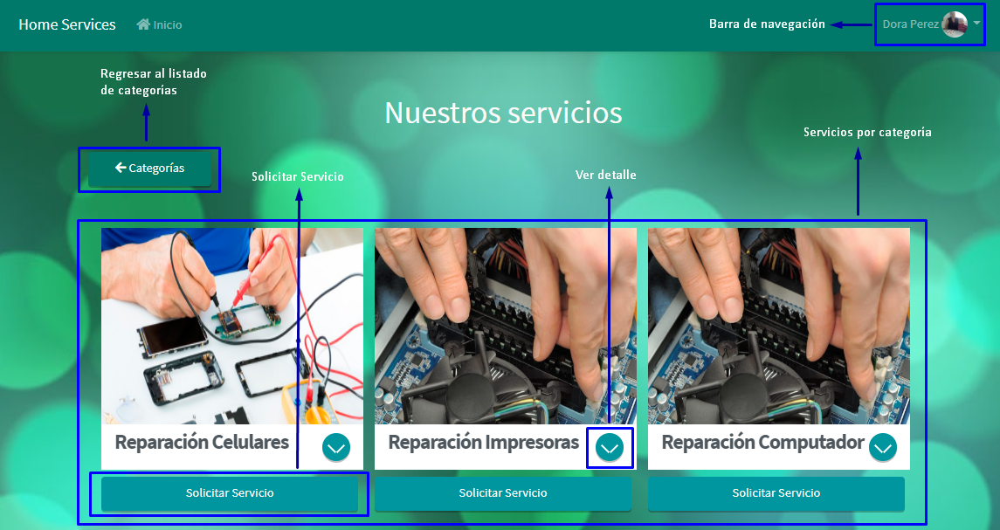 Home Services
Inicio
Barra de navegación
Dora Perez
Regresar al listado
de categorías
Nuestros servicios
Servicios por categoría
Categorías
Solicitar Servicio
Ver detalle
Reparación Celulares
Reparación Impresoras
Reparación Computador
Solicitar Servicio
Solicitar Servicio
Solicitar Servicio